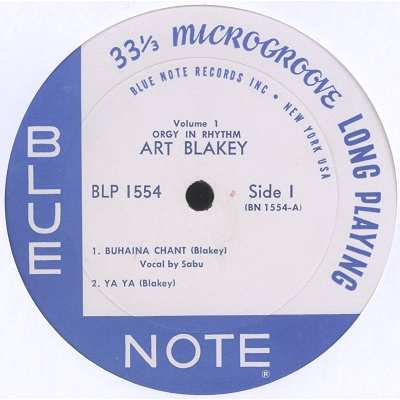 33⅓ MICROGROOVE LONG PLAYING
BLUE NOTE RECORDS INC • NEW YORK USA
Volume 1
ORGY IN RHYTHM
ART BLAKEY
BLP 1554
Side 1
(BN 1554-A)
1. BUHAINA CHANT (Blakey)
Vocal by Sabu
2. YA YA (Blakey)
BLUE
NOTE
®